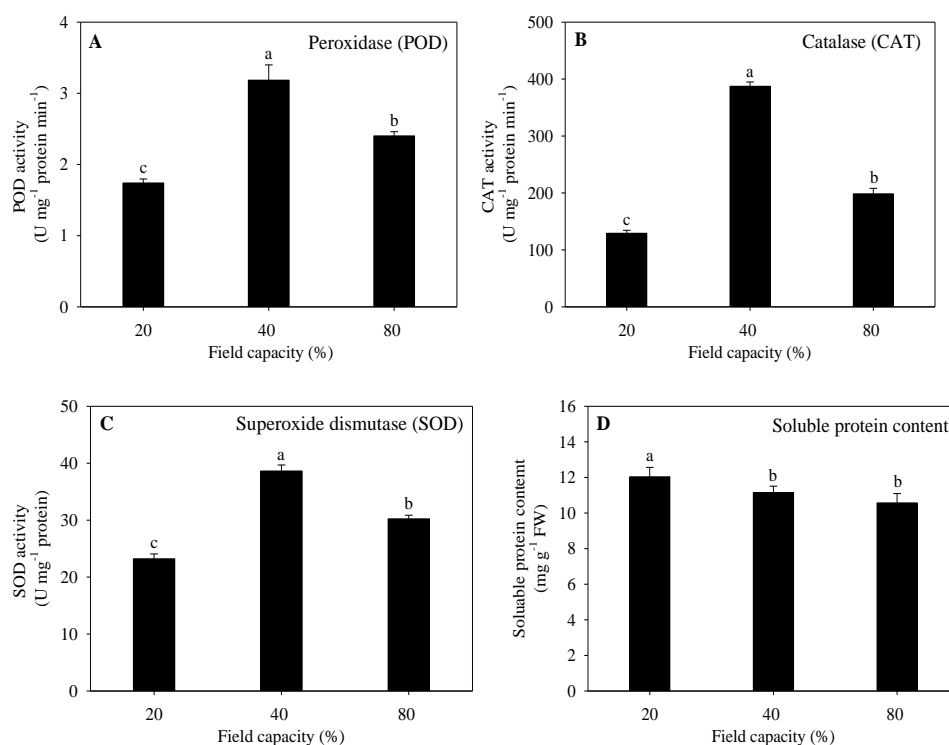 A
Peroxidase (POD)
4
3
2
1
0
POD activity
(U mg⁻¹ protein min⁻¹)
c
a
b
20 40 80
Field capacity (%)
B
Catalase (CAT)
500
400
300
200
100
0
CAT activity
(U mg⁻¹ protein min⁻¹)
c
a
b
20 40 80
Field capacity (%)
C
Superoxide dismutase (SOD)
50
40
30
20
10
0
SOD activity
(U mg⁻¹ protein)
c
a
b
20 40 80
Field capacity (%)
D
Soluble protein content
16
14
12
10
8
6
4
2
0
Soluable protein contemt
(mg g⁻¹ FW)
a
b
b
20 40 80
Field capacity (%)